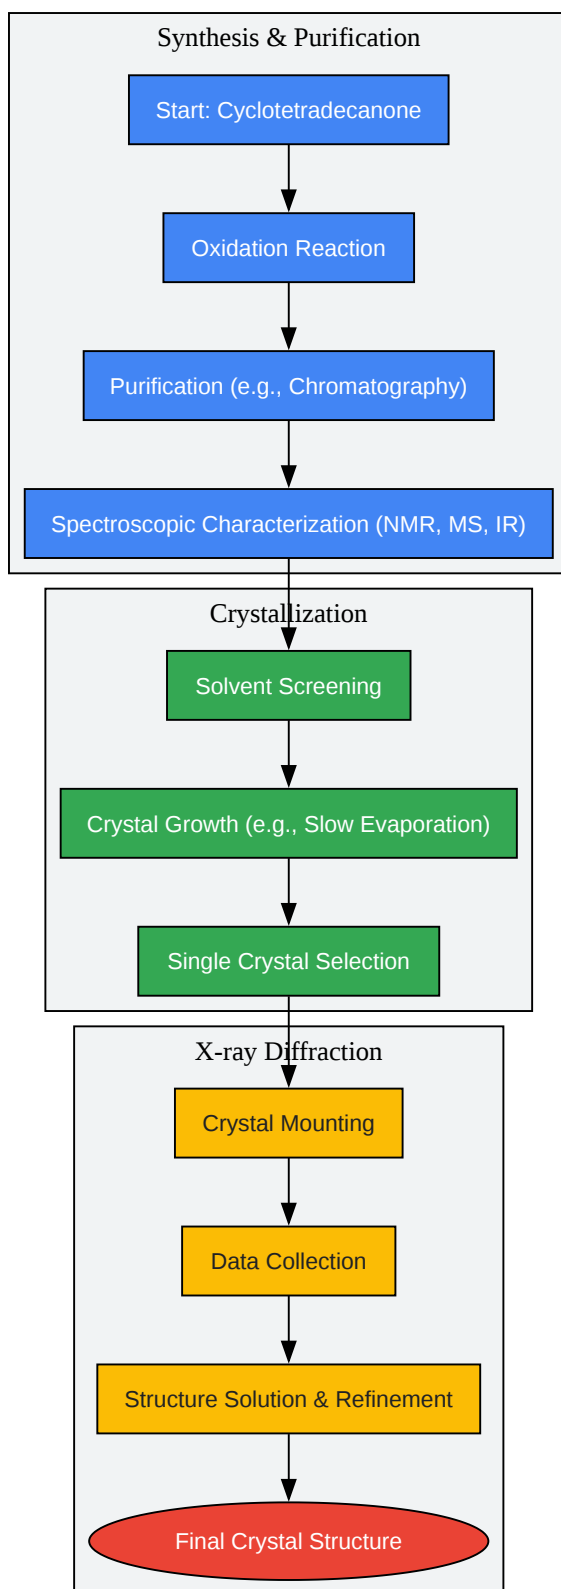 Synthesis & Purification
Start: Cyclotetradecanone
Oxidation Reaction
Purification (e.g., Chromatography)
Spectroscopic Characterization (NMR, MS, IR)
Crystallization
Solvent Screening
Crystal Growth (e.g., Slow Evaporation)
Single Crystal Selection
X-ray Diffraction
Crystal Mounting
Data Collection
Structure Solution & Refinement
Final Crystal Structure